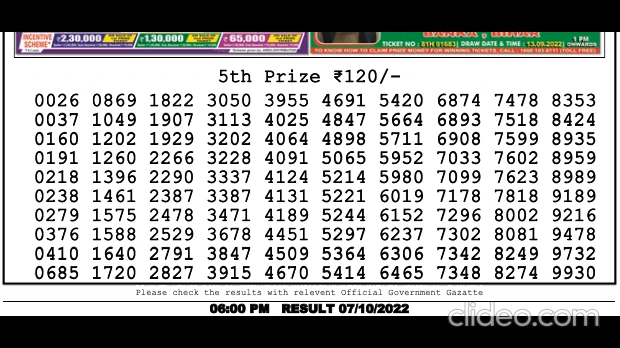 INCENTIVE
SCHEME*
₹2,30,000 ₹1,30,000 ₹65,000
BANKA, BIHAR
TICKET NO : 81H 91683| DRAW DATE & TIME : 13.09.2022| 1 PM
ONWARDS
5th Prize ₹120/-
0026 0869 1822 3050 3955 4691 5420 6874 7478 8353
0037 1049 1907 3113 4025 4847 5664 6893 7518 8424
0160 1202 1929 3202 4064 4898 5711 6908 7599 8935
0191 1260 2266 3228 4091 5065 5952 7033 7602 8959
0218 1396 2290 3337 4124 5214 5980 7099 7623 8989
0238 1461 2387 3387 4131 5221 6019 7178 7818 9189
0279 1575 2478 3471 4189 5244 6152 7296 8002 9216
0376 1588 2529 3678 4451 5297 6237 7302 8081 9478
0410 1640 2791 3847 4509 5364 6306 7342 8249 9732
0685 1720 2827 3915 4670 5414 6465 7348 8274 9930
Please check the results with relevent Official Government Gazatte
06:00 PM RESULT 07/10/2022
clideo.com